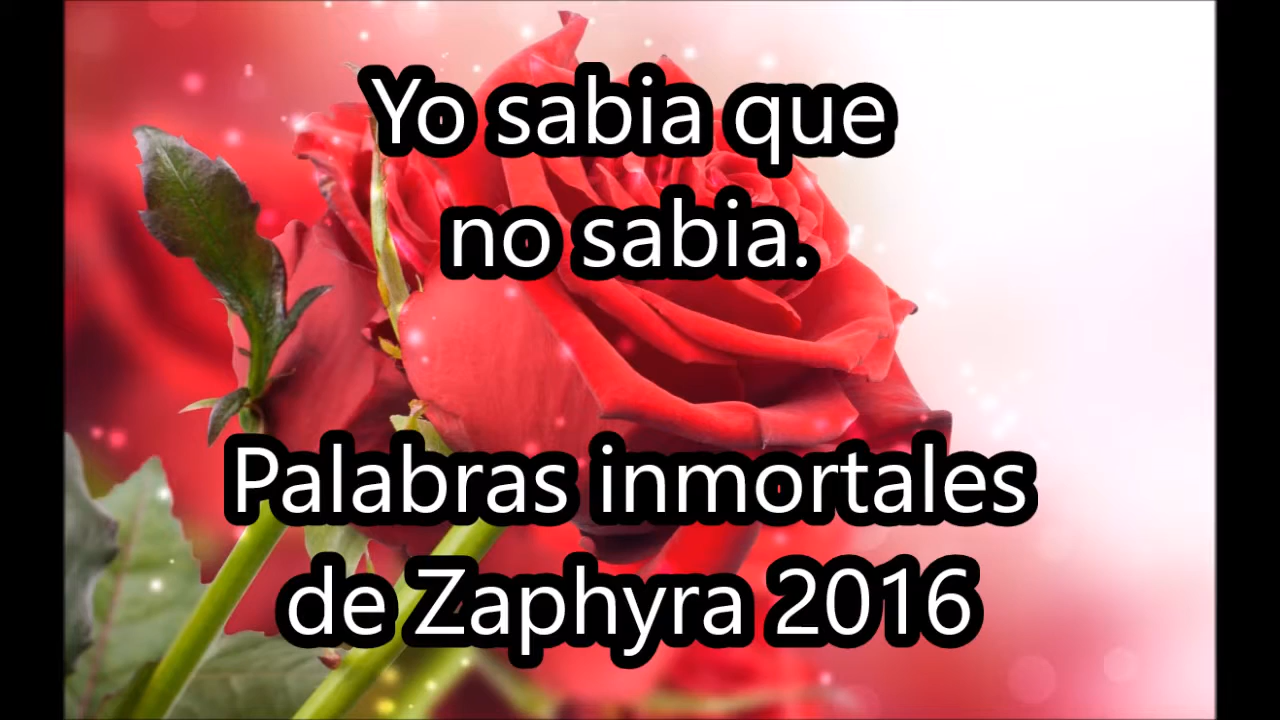 Yo sabia que
no sabia.
Palabras inmortales
de Zaphyra 2016